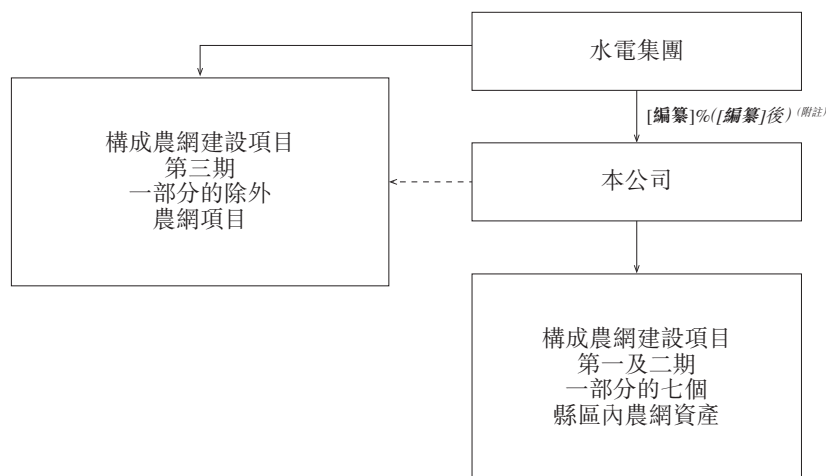 水電集團
[編纂]%([編纂]後)(附註)
構成農網建設項目
第三期
一部分的除外
農網項目
本公司
構成農網建設項目
第一及二期
一部分的七個
縣區內農網資產